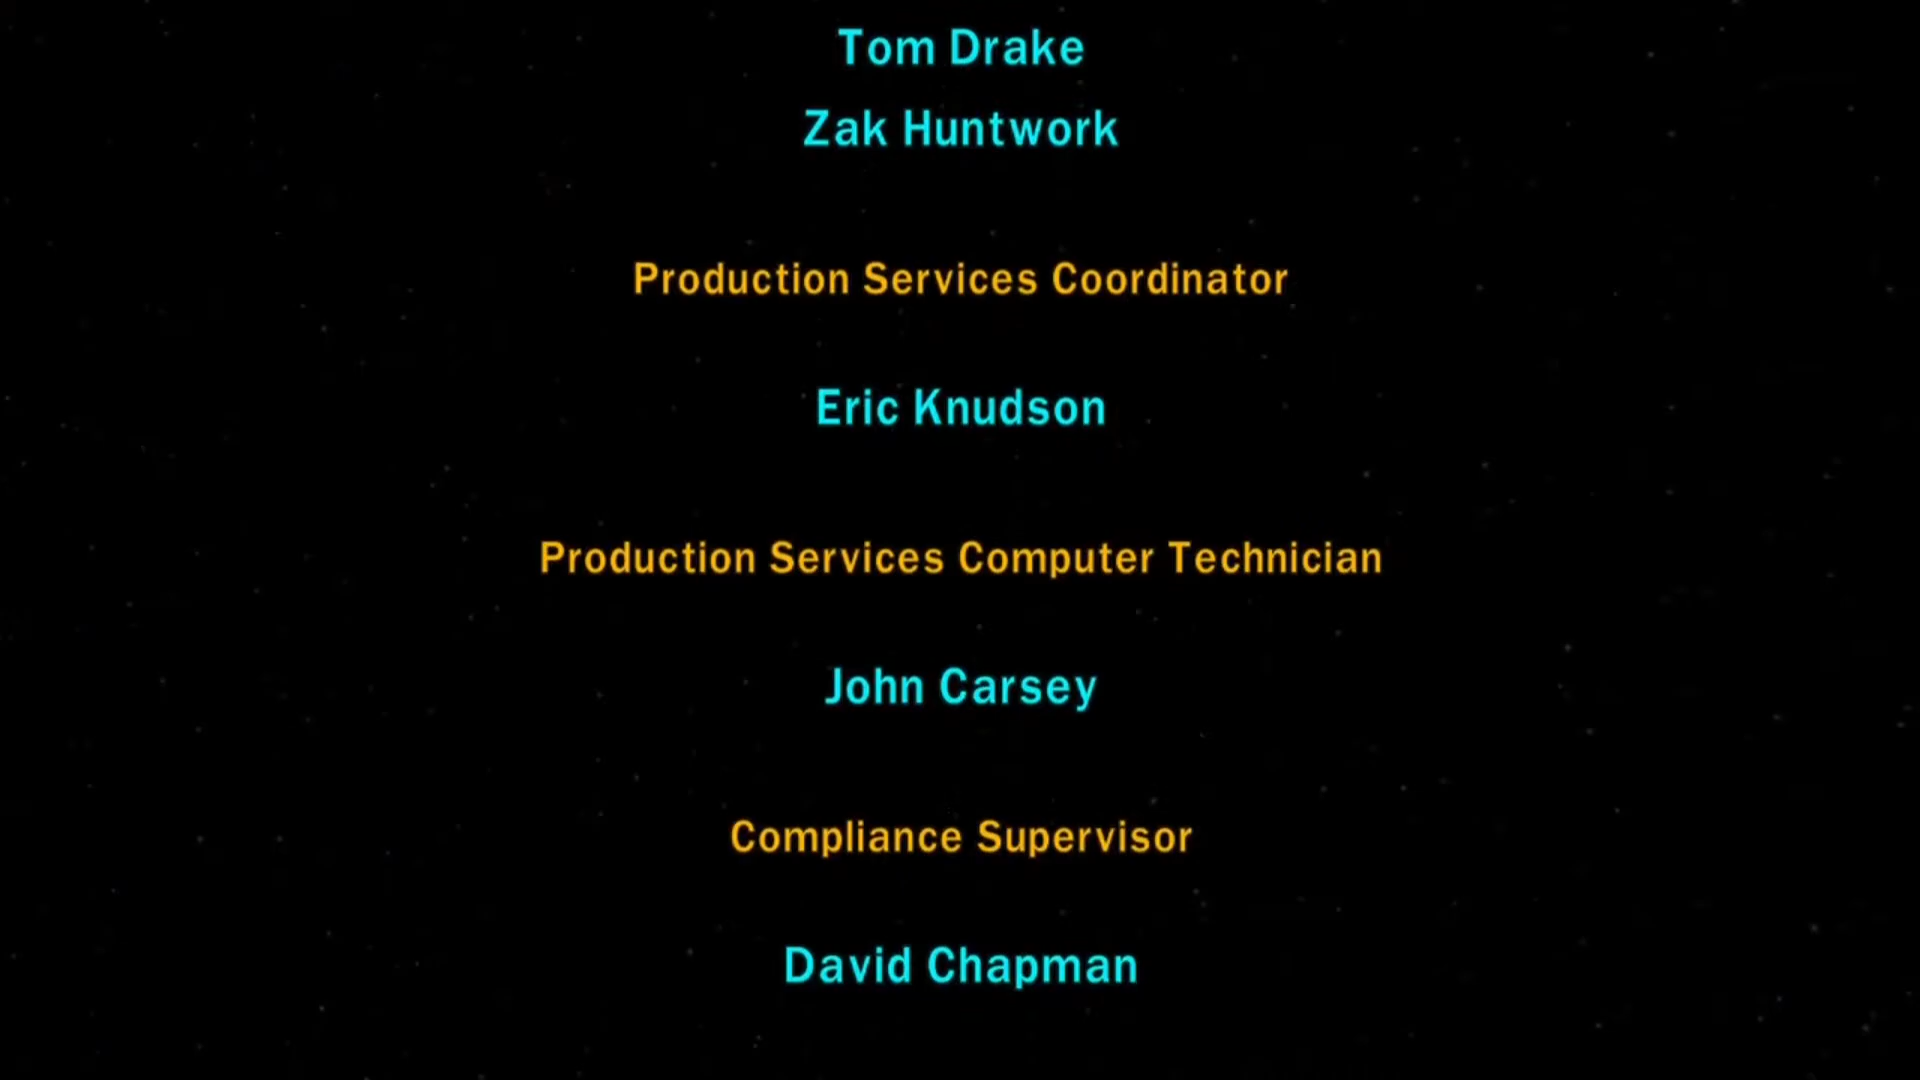 Tom Drake
Zak Huntwork
Production Services Coordinator
Eric Knudson
Production Services Computer Technician
John Carsey
Compliance Supervisor
David Chapman